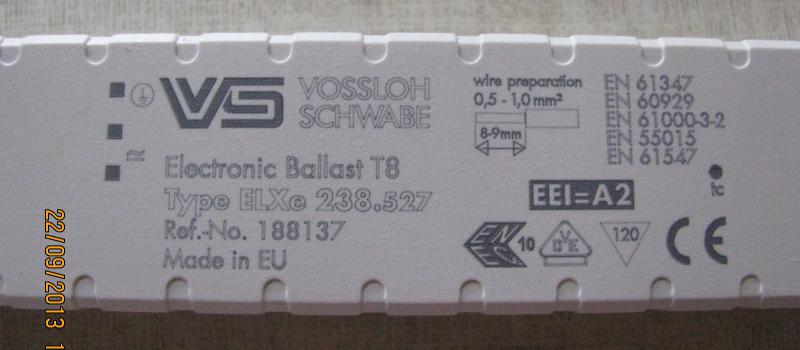 VS VOSSLOH SCHWABE
Electronic Ballast T8
Type ELXe 238.527
Ref.-No. 188137
Made in EU
wire preparation
0,5 - 1,0 mm²
8-9mm
EN 61347
EN 60929
EN 61000-3-2
EN 55015
EN 61547
tc
EEI=A2
ENEC 10
VDE
120
CE
22/09/2013 1